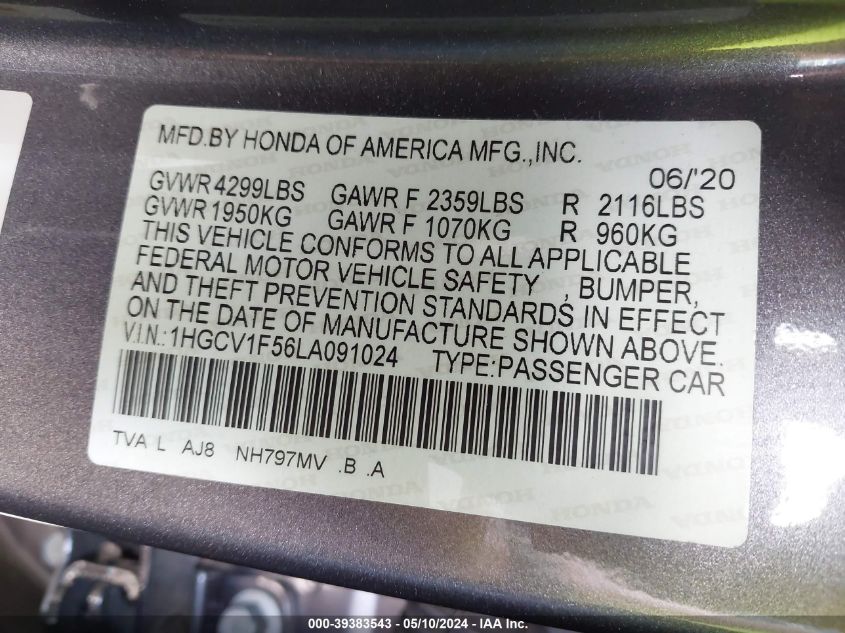 MFD.BY HONDA OF AMERICA MFG.,INC.
06/'20
GVWR 4299LBS GAWR F 2359LBS R 2116LBS
GVWR 1950KG GAWR F 1070KG R 960KG
THIS VEHICLE CONFORMS TO ALL APPLICABLE
FEDERAL MOTOR VEHICLE SAFETY , BUMPER,
AND THEFT PREVENTION STANDARDS IN EFFECT
ON THE DATE OF MANUFACTURE SHOWN ABOVE.
V.I.N.:1HGCV1F56LA091024 TYPE:PASSENGER CAR
TVA L AJ8 NH797MV .B .A
000-39383543 - 05/10/2024 - IAAI.com